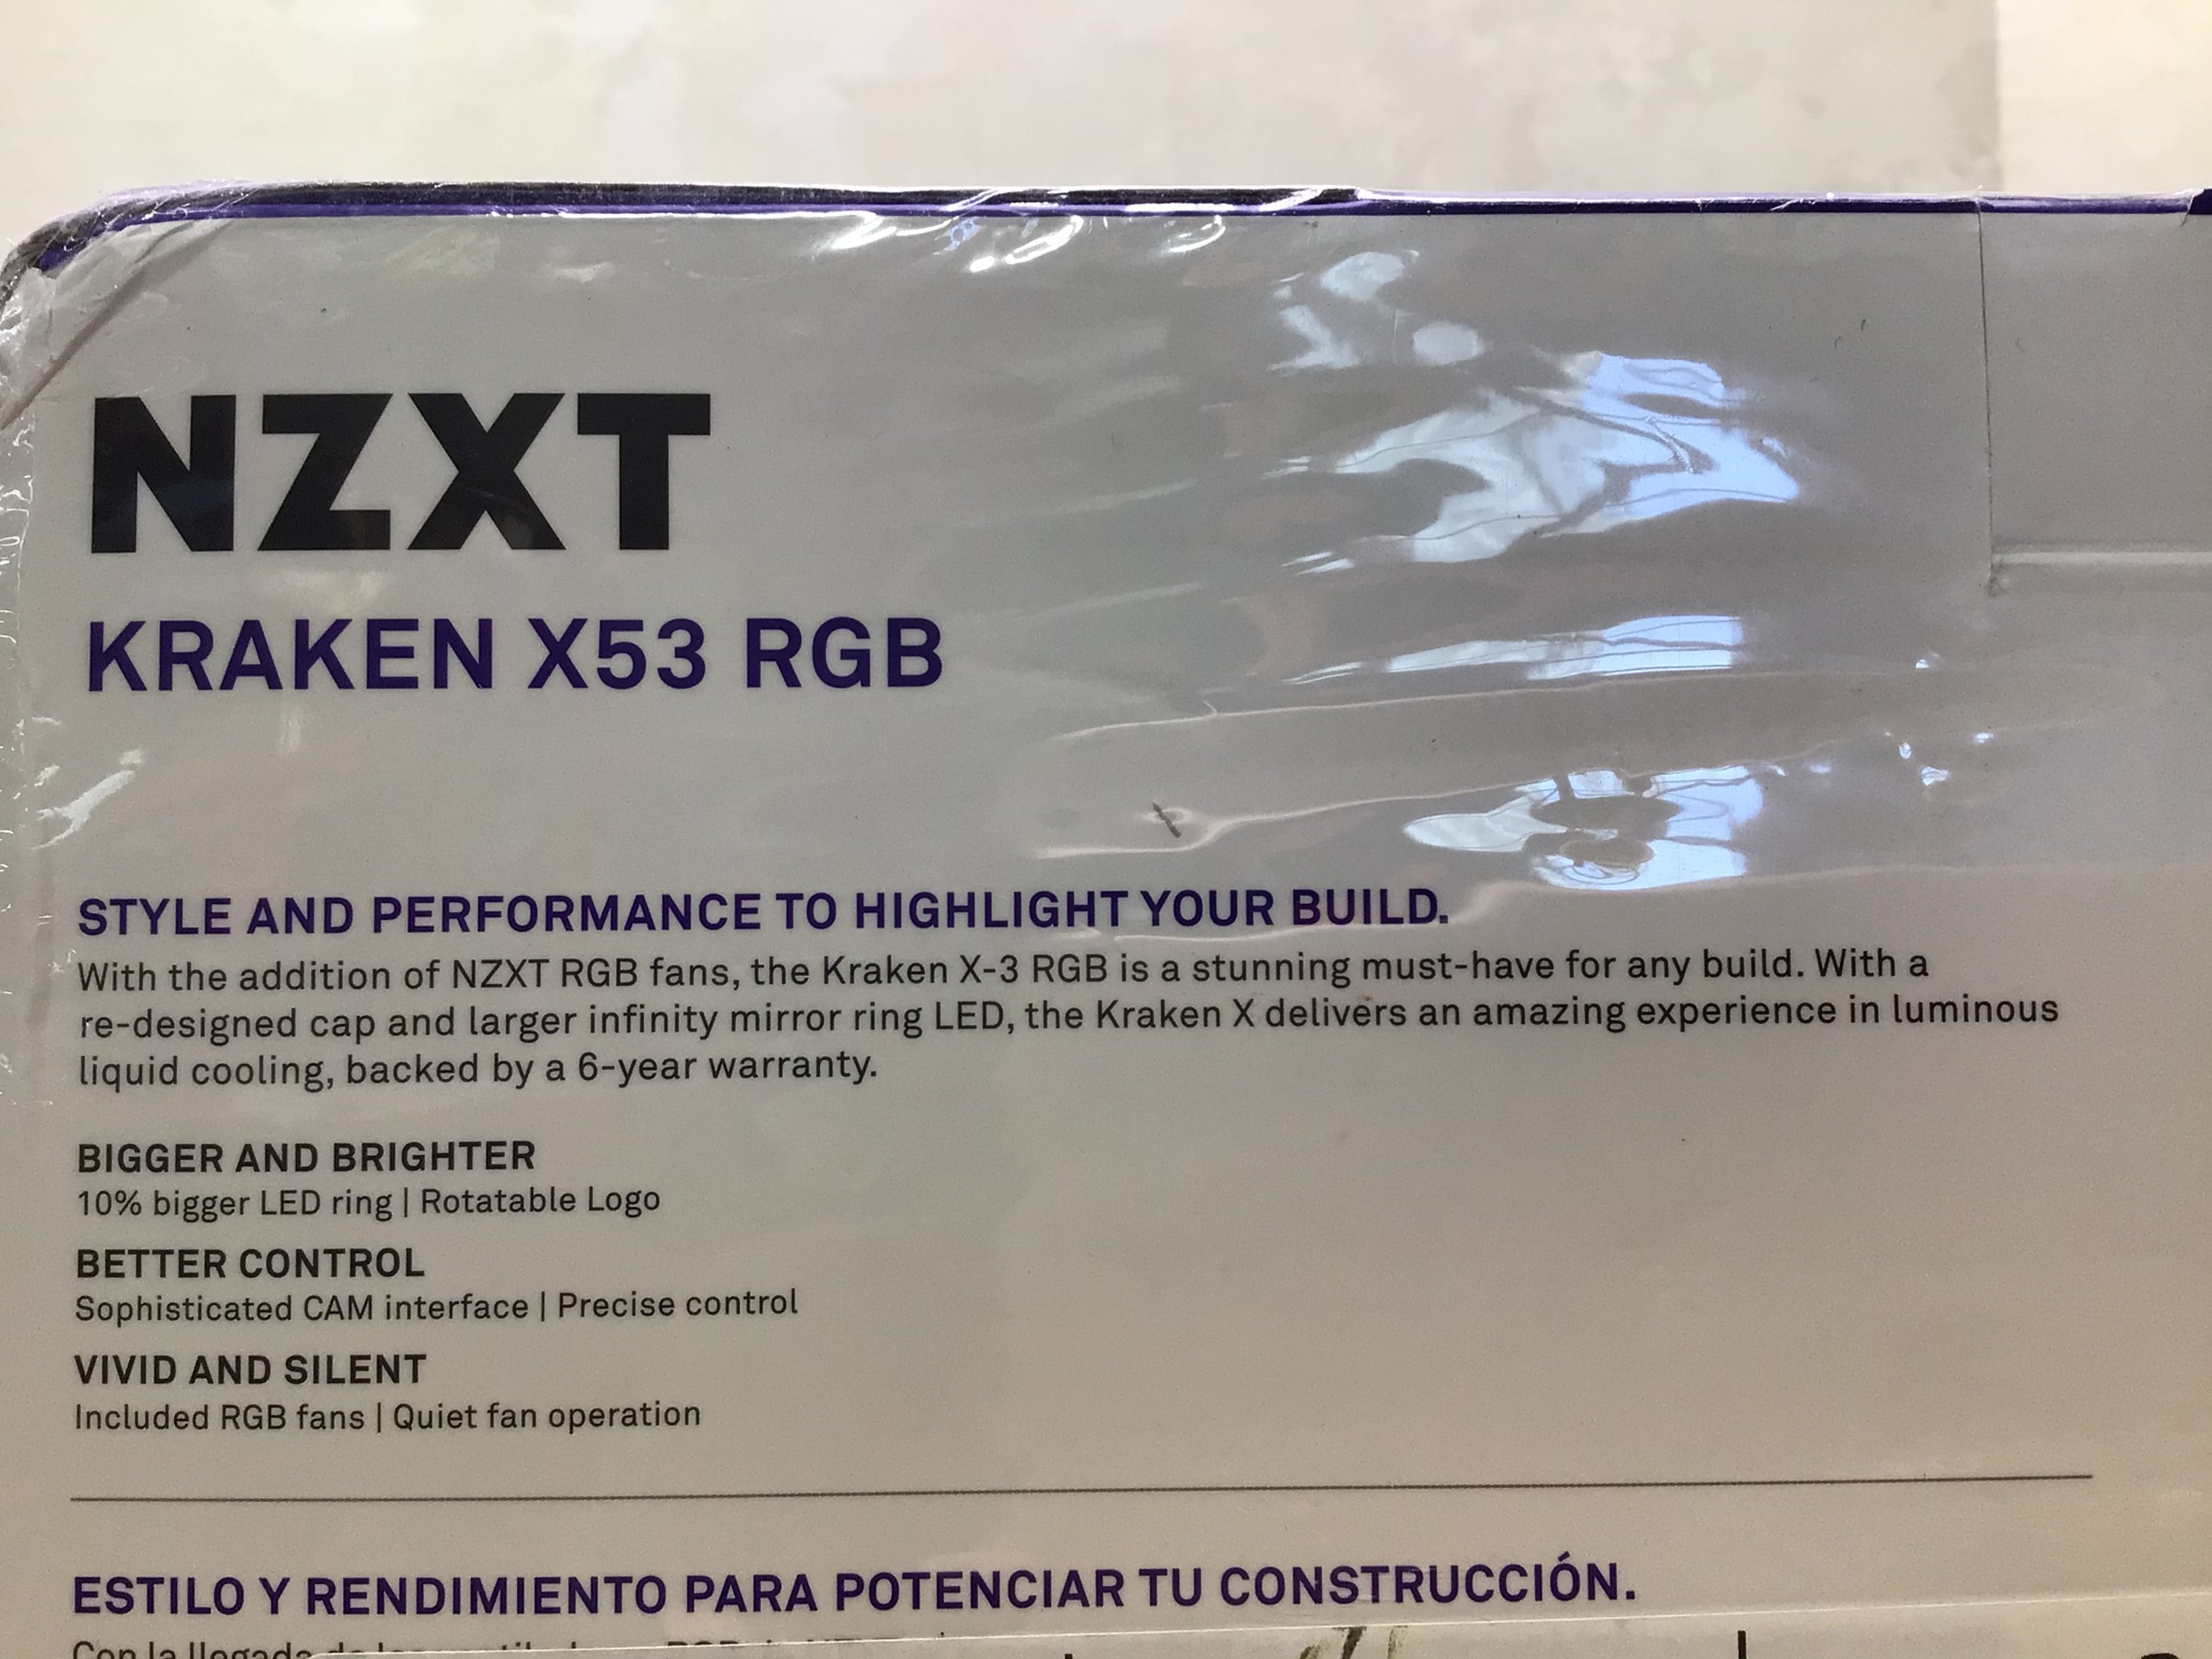 NZXT
KRAKEN X53 RGB
STYLE AND PERFORMANCE TO HIGHLIGHT YOUR BUILD.
With the addition of NZXT RGB fans, the Kraken X-3 RGB is a stunning must-have for any build. With a
re-designed cap and larger infinity mirror ring LED, the Kraken X delivers an amazing experience in luminous
liquid cooling, backed by a 6-year warranty.
BIGGER AND BRIGHTER
10% bigger LED ring | Rotatable Logo
BETTER CONTROL
Sophisticated CAM interface | Precise control
VIVID AND SILENT
Included RGB fans | Quiet fan operation
ESTILO Y RENDIMIENTO PARA POTENCIAR TU CONSTRUCCIÓN.
Con la llegada de